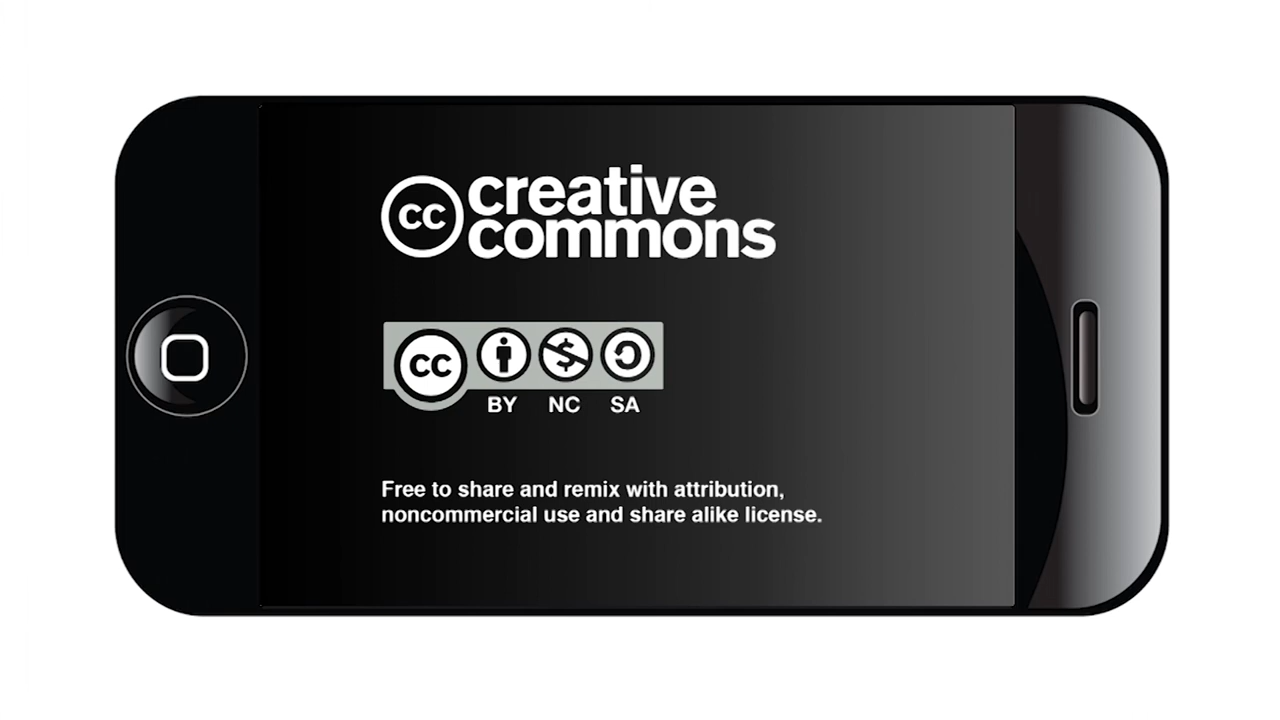 cc creative
commons
cc
BY NC SA
Free to share and remix with attribution,
noncommercial use and share alike license.